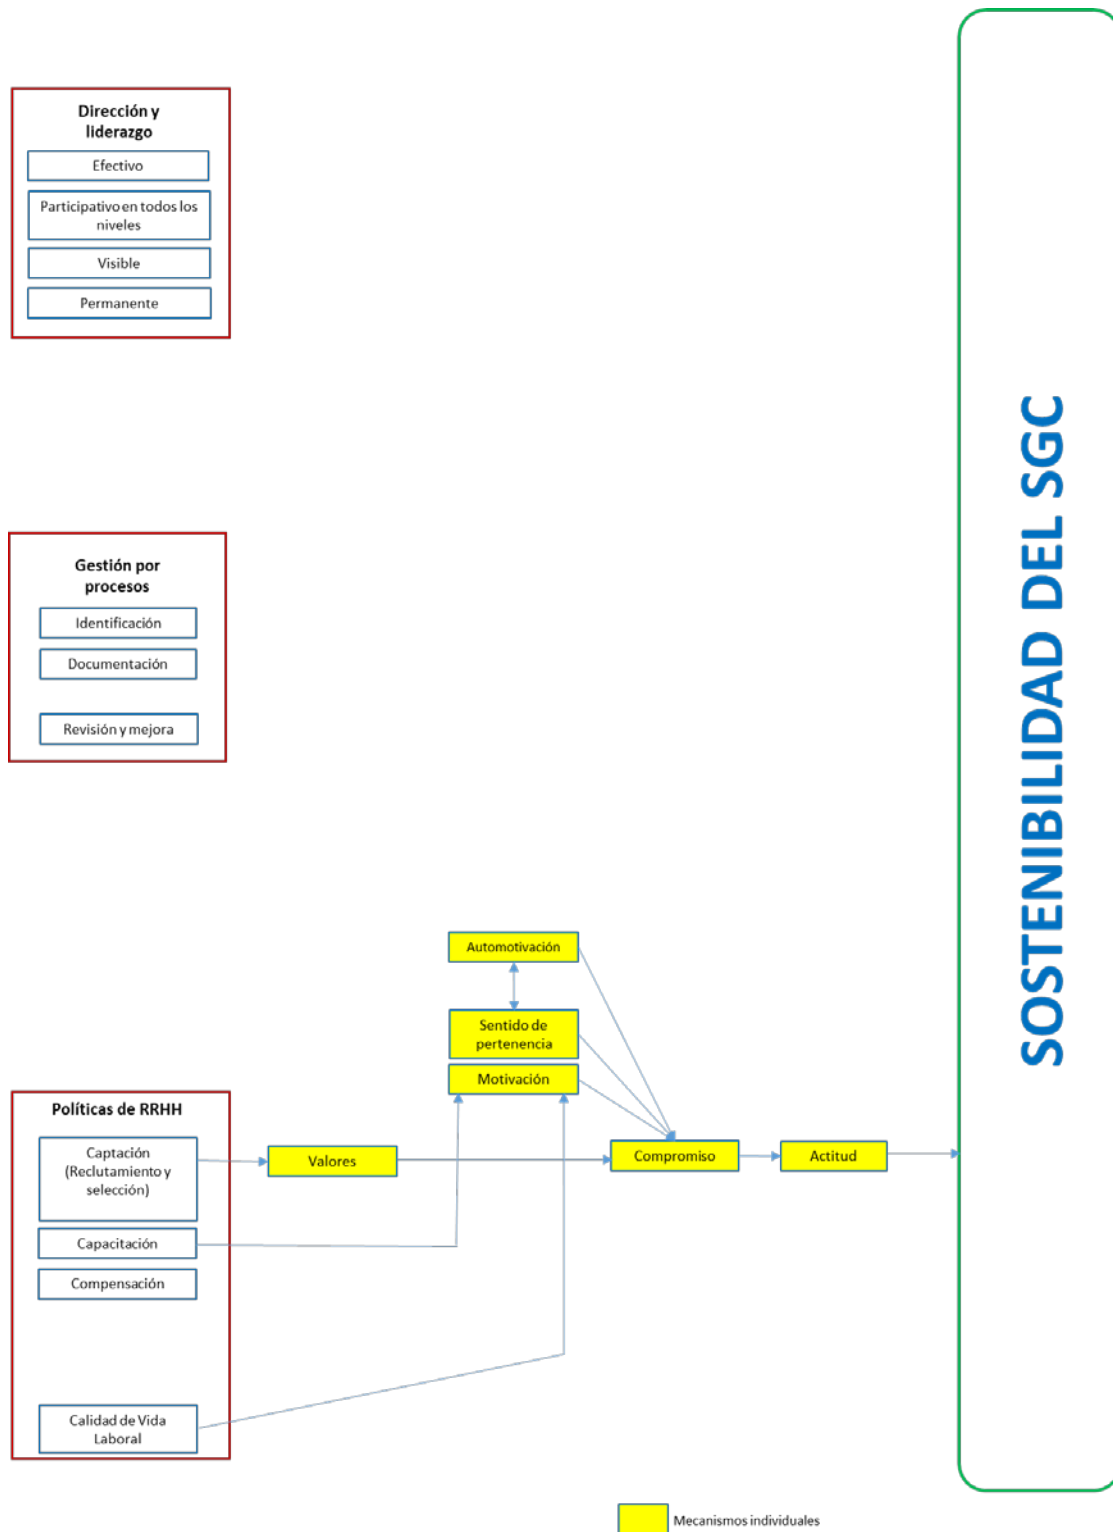 Dirección y
liderazgo
Efectivo
Participativo en todos los
niveles
Visible
Permanente
Gestión por
procesos
Identificación
Documentación
Revisión y mejora
Automotivación
Sentido de
pertenencia
Motivación
Políticas de RRHH
Captación
(Reclutamiento y
selección)
Valores
Compromiso
Actitud
Capacitación
Compensación
Calidad de Vida
Laboral
SOSTENIBILIDAD DEL SGC
Mecanismos individuales